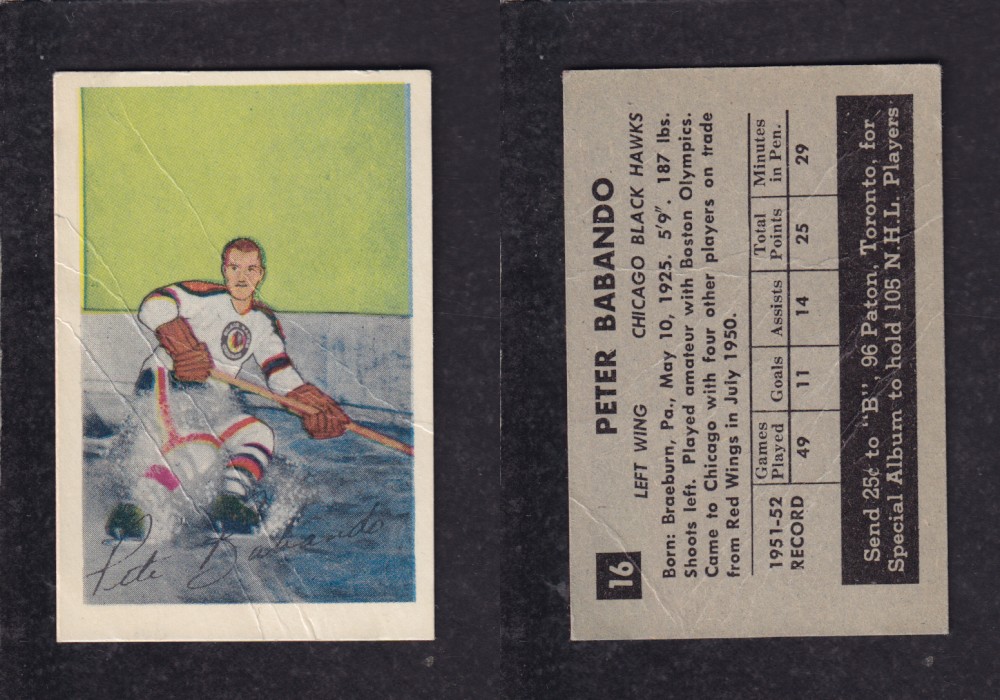 Pete Babando
16
PETER BABANDO
LEFT WING CHICAGO BLACK HAWKS
Born: Braeburn, Pa., May 10, 1925. 5'9". 187 lbs.
Shoots left. Played amateur with Boston Olympics.
Came to Chicago with four other players on trade
from Red Wings in July 1950.
1951-52 RECORD
Games Played Goals Assists Total Points Minutes in Pen.
49 11 14 25 29
Send 25¢ to "B" 96 Paton, Toronto, for
Special Album to hold 105 N.H.L. Players